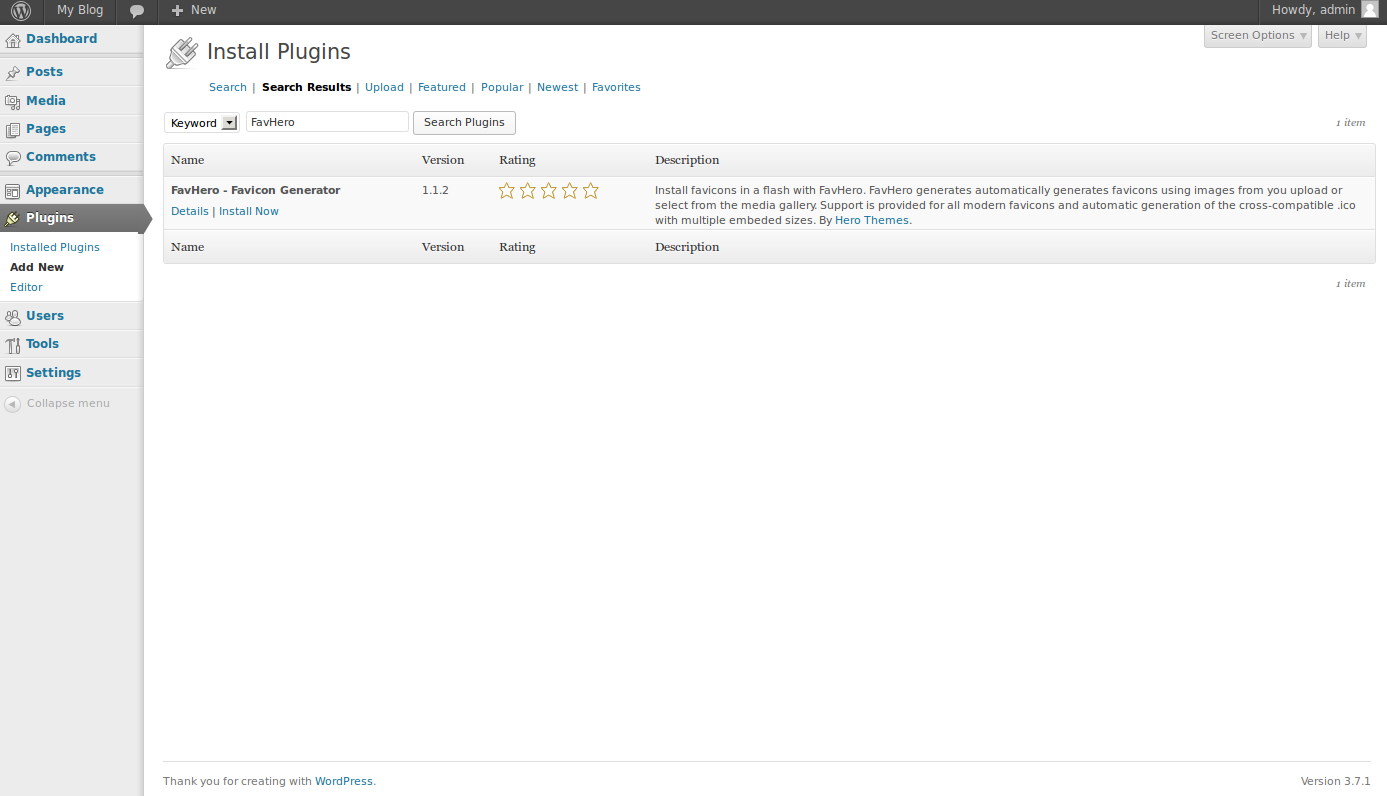 My Blog New Howdy, admin
Dashboard
Posts
Media
Pages
Comments
Appearance
Plugins
Installed Plugins
Add New
Editor
Users
Tools
Settings
Collapse menu
Screen Options Help
Install Plugins
Search | Search Results | Upload | Featured | Popular | Newest | Favorites
Keyword FavHero Search Plugins 1 item
Name Version Rating Description
FavHero - Favicon Generator 1.1.2 Install favicons in a flash with FavHero. FavHero generates automatically generates favicons using images from you upload or
Details | Install Now select from the media gallery. Support is provided for all modern favicons and automatic generation of the cross-compatible .ico
with multiple embeded sizes. By Hero Themes.
Name Version Rating Description
1 item
Thank you for creating with WordPress. Version 3.7.1